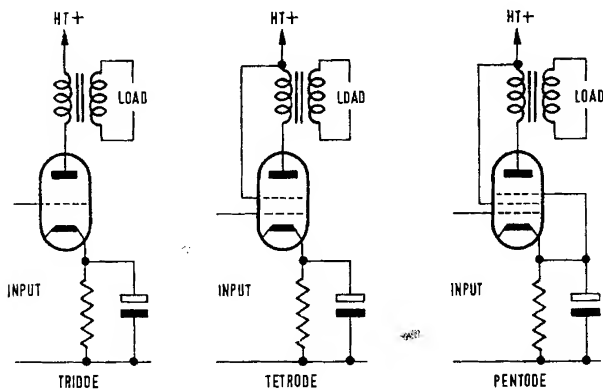 HT+
HT+
HT+
LOAD
LOAD
LOAD
INPUT
INPUT
INPUT
TRIODE
TETRODE
PENTODE